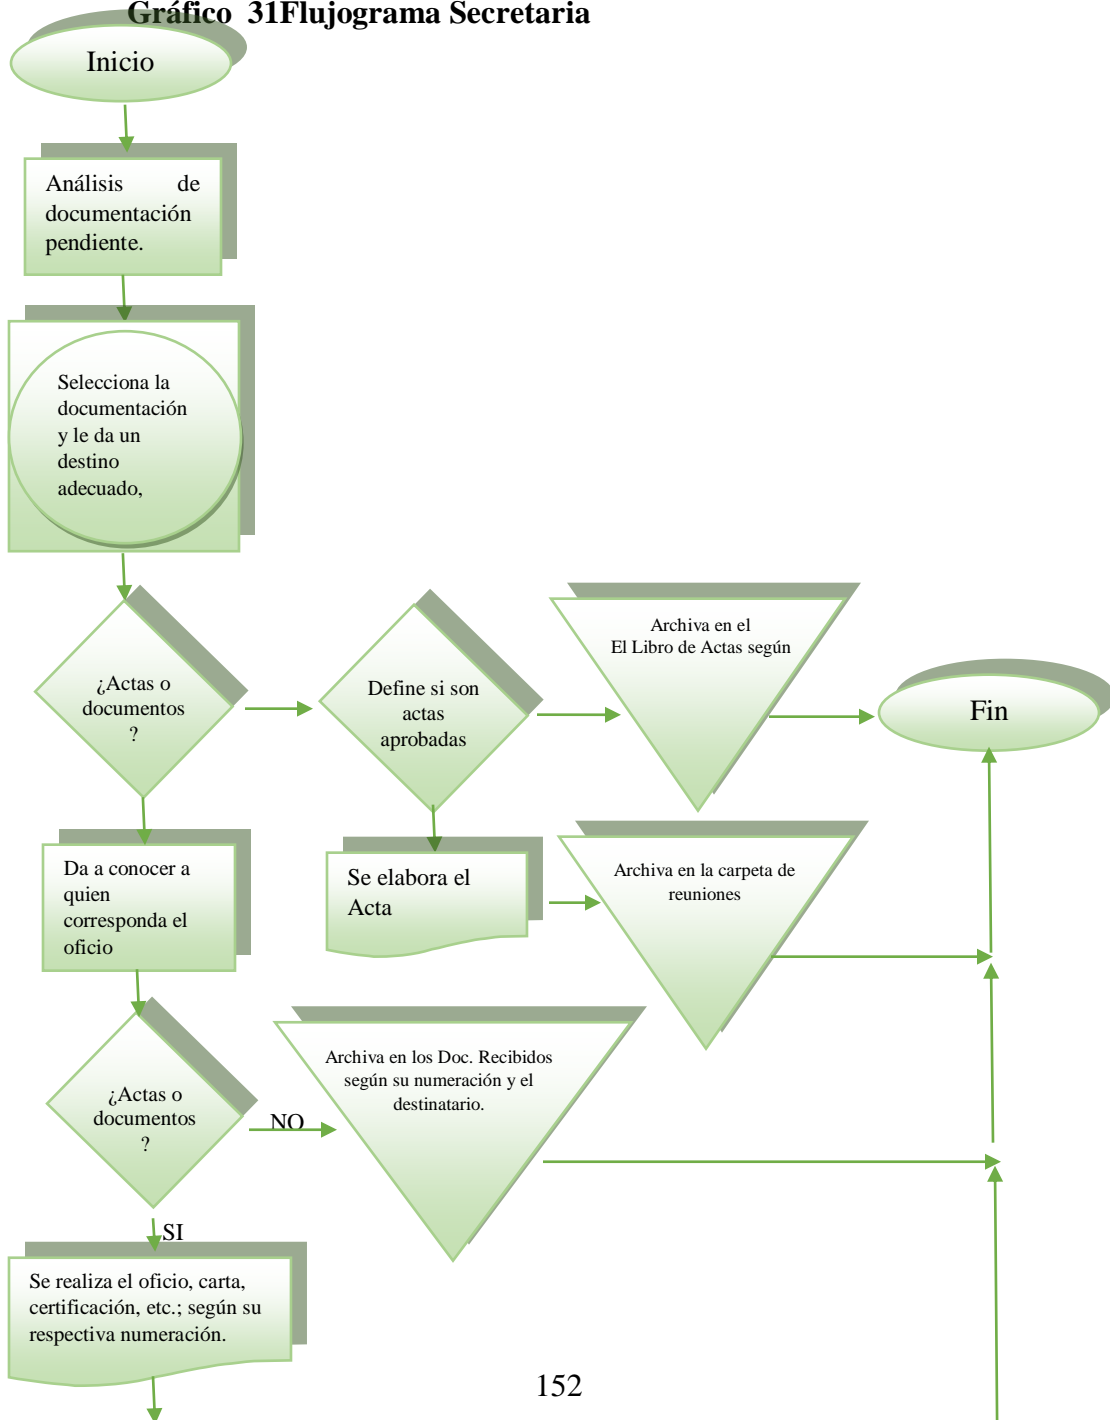 Gráfico  31Flujograma Secretaria
Inicio
Análisis de
documentación
pendiente.
Selecciona la
documentación
y le da un
destino
adecuado,
¿Actas o
documentos
?
Define si son
actas
aprobadas
Archiva en el
El Libro de Actas según
Fin
Da a conocer a
quien
corresponda el
oficio
Se elabora el
Acta
Archiva en la carpeta de
reuniones
¿Actas o
documentos
?
NO
Archiva en los Doc. Recibidos
según su numeración y el
destinatario.
SI
Se realiza el oficio, carta,
certificación, etc.; según su
respectiva numeración.
152